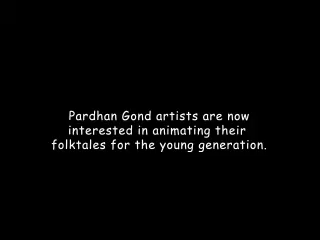 Pardhan Gond artists are now
interested in animating their
folktales for the young generation.